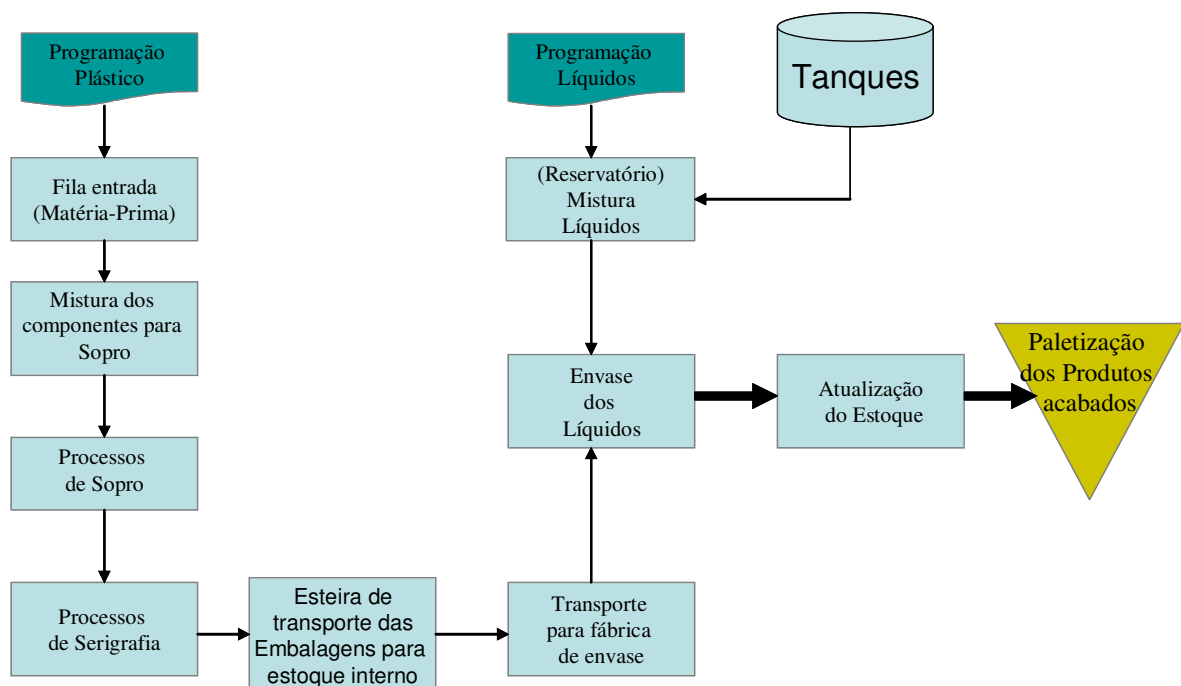 Programação
Plástico
Fila entrada
(Matéria-Prima)
Mistura dos
componentes para
Sopro
Processos
de Sopro
Processos
de Serigrafia
Esteira de
transporte das
Embalagens para
estoque interno
Transporte
para fábrica
de envase
Programação
Líquidos
Tanques
(Reservatório)
Mistura
Líquidos
Envase
dos
Líquidos
Atualização
do Estoque
Paletização
dos Produtos
acabados